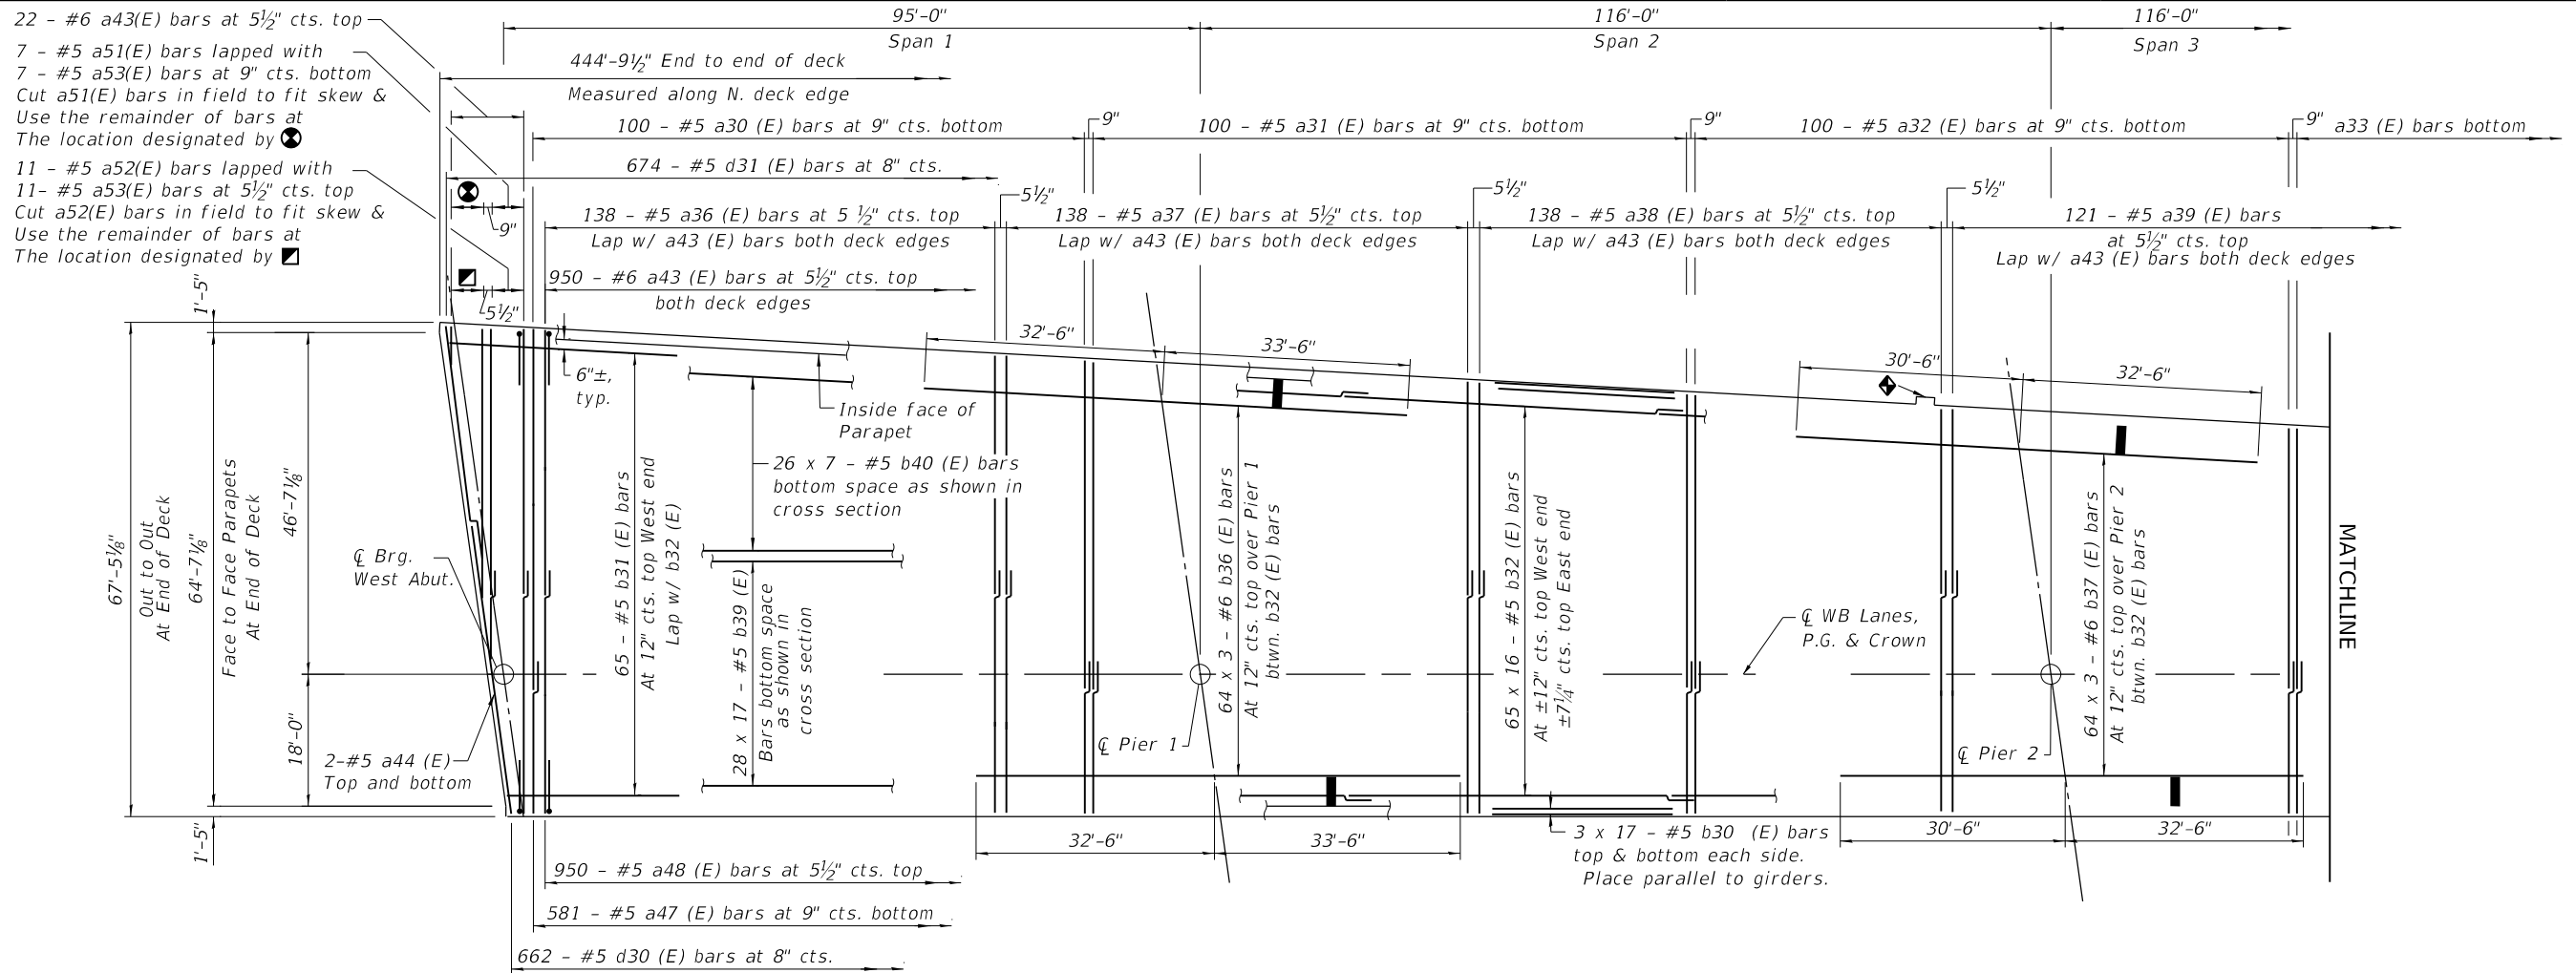 22 - #6 a43(E) bars at 5½" cts. top
7 - #5 a51(E) bars lapped with
7 - #5 a53(E) bars at 9" cts. bottom
Cut a51(E) bars in field to fit skew &
Use the remainder of bars at
The location designated by
11 - #5 a52(E) bars lapped with
11- #5 a53(E) bars at 5½" cts. top
Cut a52(E) bars in field to fit skew &
Use the remainder of bars at
The location designated by
95'-0"
Span 1
116'-0"
Span 2
116'-0"
Span 3
444'-9½" End to end of deck
Measured along N. deck edge
100 - #5 a30 (E) bars at 9" cts. bottom
9"
100 - #5 a31 (E) bars at 9" cts. bottom
9"
100 - #5 a32 (E) bars at 9" cts. bottom
9"
a33 (E) bars bottom
674 - #5 d31 (E) bars at 8" cts.
5½"
5½"
5½"
9"
138 - #5 a36 (E) bars at 5 ½" cts. top
Lap w/ a43 (E) bars both deck edges
138 - #5 a37 (E) bars at 5½" cts. top
Lap w/ a43 (E) bars both deck edges
138 - #5 a38 (E) bars at 5½" cts. top
Lap w/ a43 (E) bars both deck edges
121 - #5 a39 (E) bars
at 5½" cts. top
Lap w/ a43 (E) bars both deck edges
950 - #6 a43 (E) bars at 5½" cts. top
both deck edges
5½"
1'-5"
67'-5⅛"
Out to Out
At End of Deck
64'-7⅛"
Face to Face Parapets
At End of Deck
46'-7⅛"
18'-0"
1'-5"
℄ Brg.
West Abut.
2-#5 a44 (E)
Top and bottom
6"±,
typ.
Inside face of
Parapet
65 - #5 b31 (E) bars
At 12" cts. top West end
Lap w/ b32 (E)
26 x 7 - #5 b40 (E) bars
bottom space as shown in
cross section
28 x 17 - #5 b39 (E)
Bars bottom space
as shown in
cross section
32'-6"
33'-6"
64 x 3 - #6 b36 (E) bars
At 12" cts. top over Pier 1
btwn. b32 (E) bars
℄ Pier 1
65 x 16 - #5 b32 (E) bars
At ±12" cts. top West end
±7¼" cts. top East end
℄ WB Lanes,
P.G. & Crown
30'-6"
32'-6"
64 x 3 - #6 b37 (E) bars
At 12" cts. top over Pier 2
btwn. b32 (E) bars
℄ Pier 2
MATCHLINE
32'-6"
33'-6"
3 x 17 - #5 b30 (E) bars
top & bottom each side.
Place parallel to girders.
30'-6"
32'-6"
950 - #5 a48 (E) bars at 5½" cts. top
581 - #5 a47 (E) bars at 9" cts. bottom
662 - #5 d30 (E) bars at 8" cts.